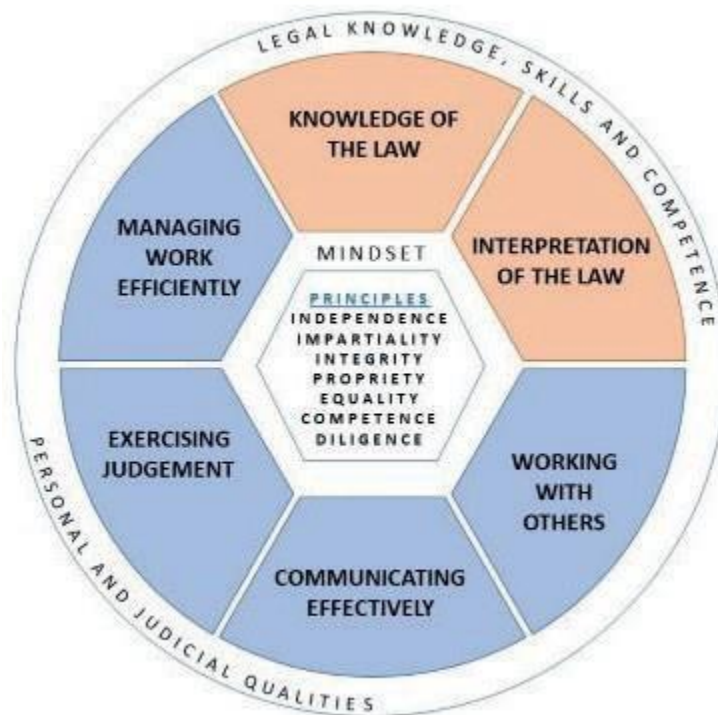 LEGAL KNOWLEDGE, SKILLS AND COMPETENCE
KNOWLEDGE OF
THE LAW
INTERPRETATION
OF THE LAW
MANAGING
WORK
EFFICIENTLY
MINDSET
PRINCIPLES
INDEPENDENCE
IMPARTIALITY
INTEGRITY
PROPRIETY
EQUALITY
COMPETENCE
DILIGENCE
EXERCISING
JUDGEMENT
WORKING
WITH
OTHERS
COMMUNICATING
EFFECTIVELY
PERSONAL AND JUDICIAL QUALITIES